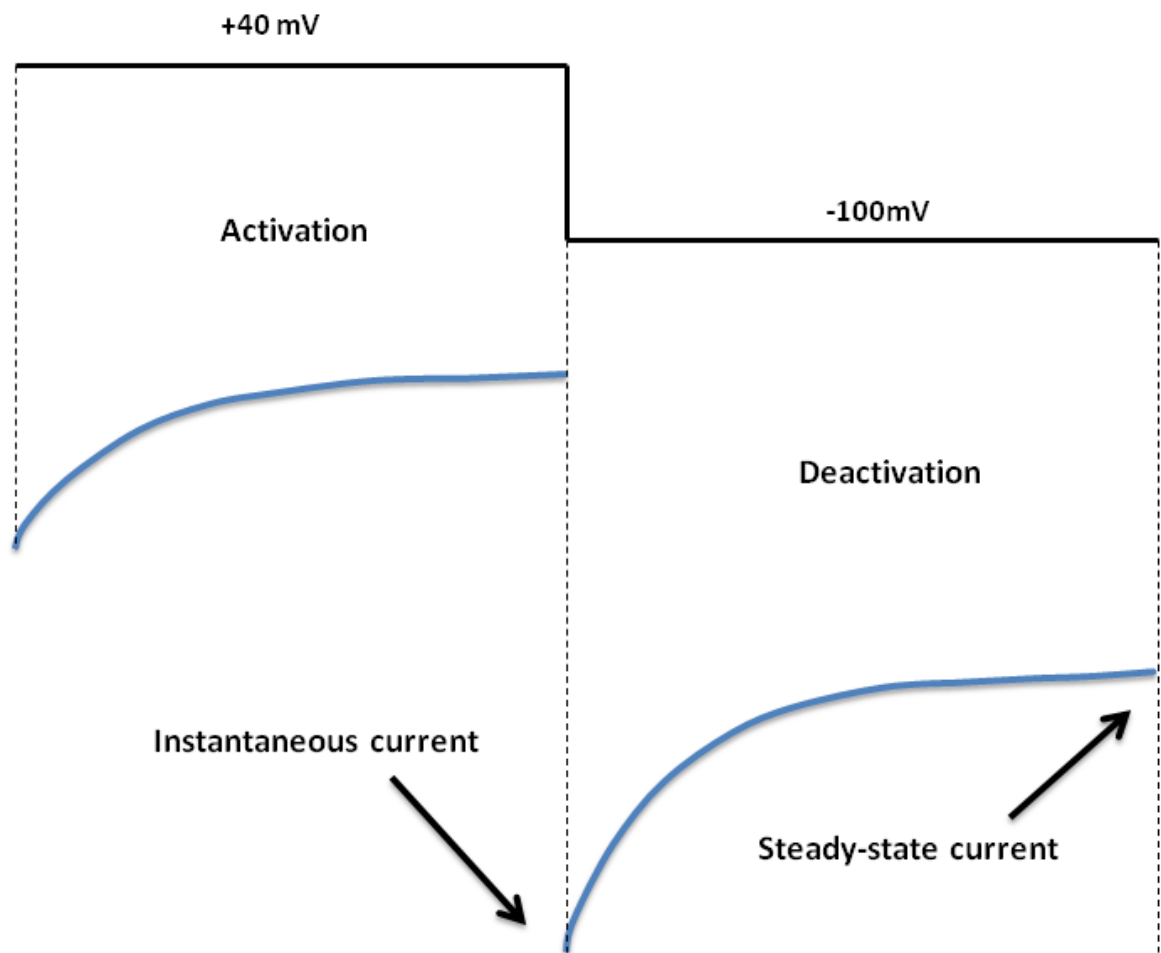 +40 mV
-100mV
Activation
Deactivation
Instantaneous current
Steady-state current